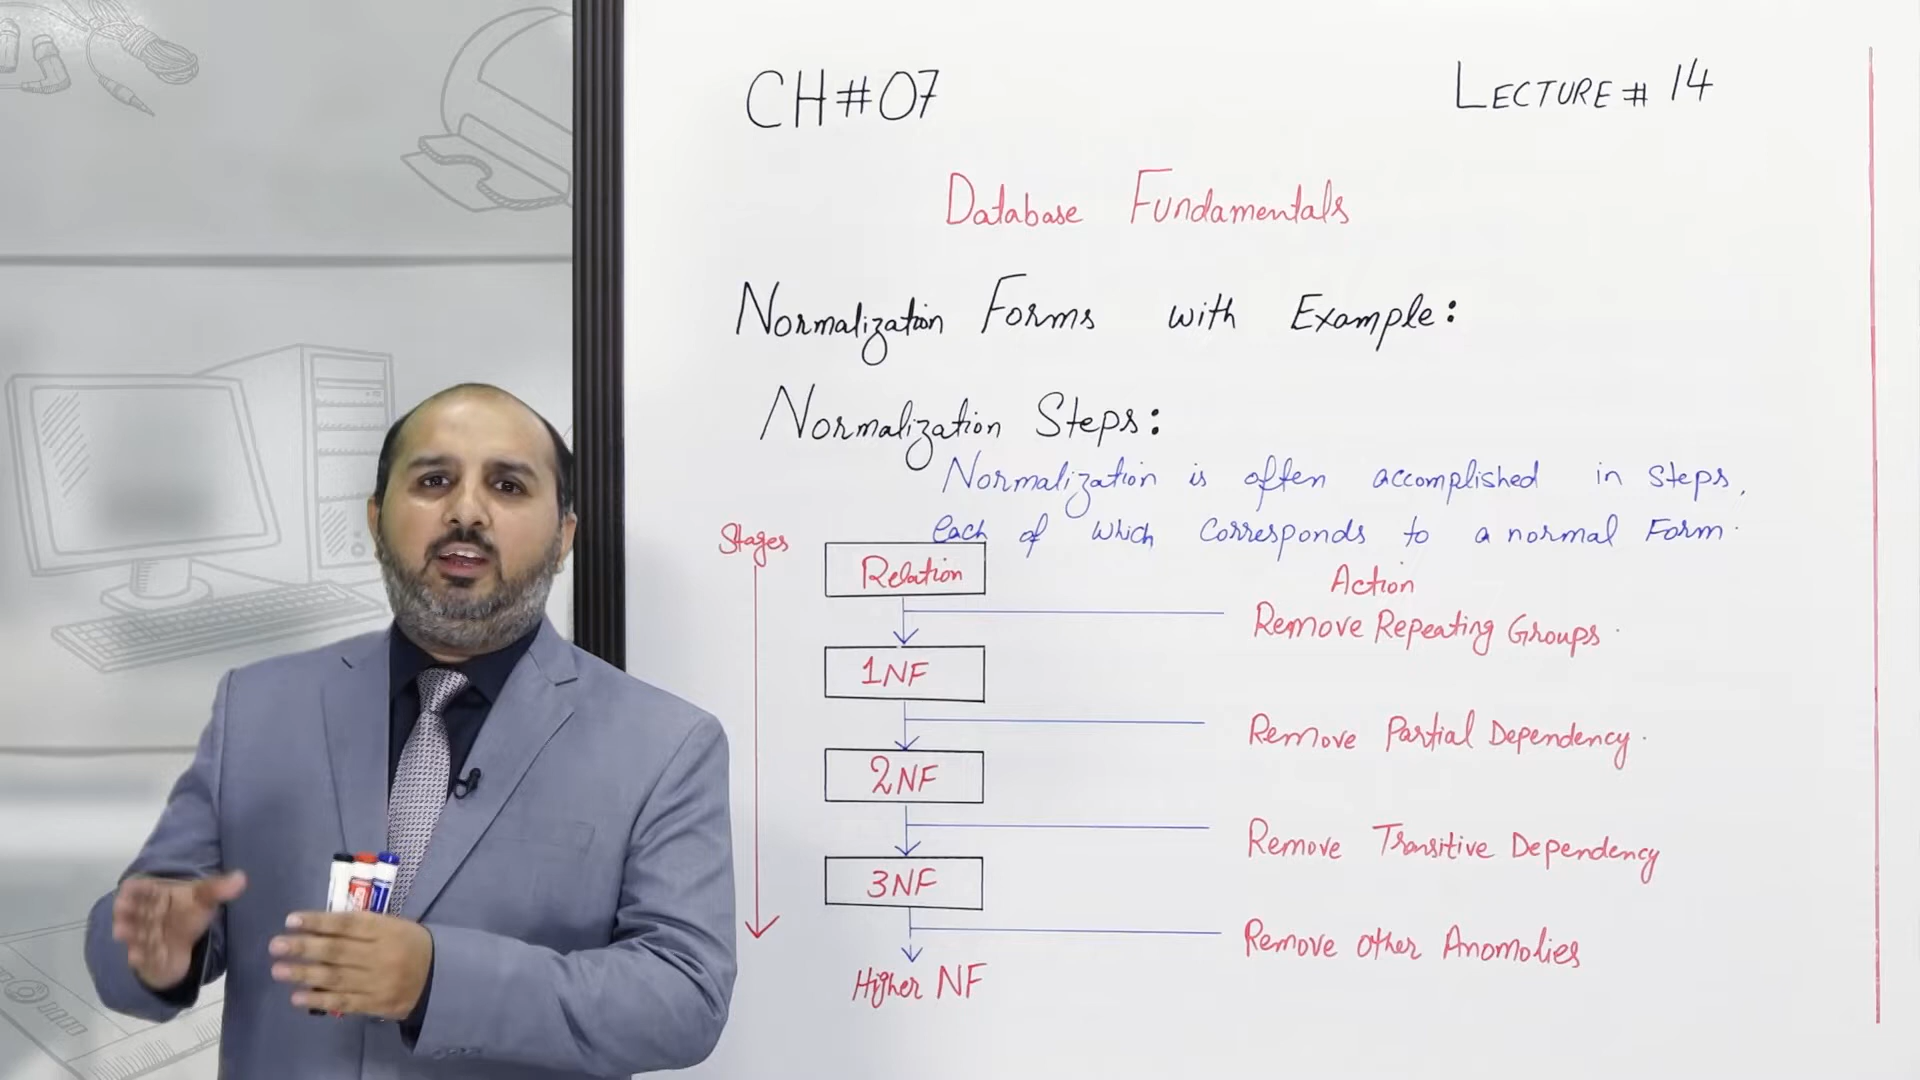 CH#07
LECTURE# 14
Database Fundamentals
Normalization Forms with Example:
Normalization Steps:
Normalization is often accomplished in steps,
each of which corresponds to a normal Form.
Stages
Relation
Action
Remove Repeating Groups.
1NF
Remove Partial Dependency.
2NF
Remove Transitive Dependency
3NF
Remove other Anomolies
Higher NF